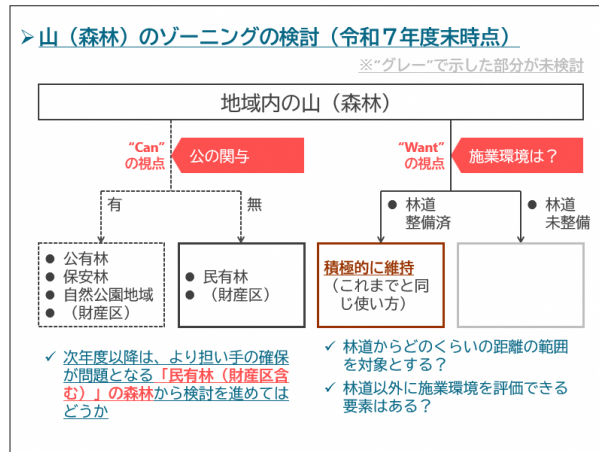 ➢山（森林）のゾーニングの検討（令和７年度末時点）
※“グレー”で示した部分が未検討
地域内の山（森林）
“Can”
の視点
公の関与
“Want”
の視点
施業環境は？
有
無
● 林道
整備済
● 林道
未整備
● 公有林
● 保安林
● 自然公園地域
● （財産区）
● 民有林
● （財産区）
積極的に維持
（これまでと同
じ使い方）
✓ 次年度以降は、より担い手の確保
が問題となる「民有林（財産区含
む）」の森林から検討を進めてはどうか
✓ 林道からどのくらいの距離の範囲
を対象とする？
✓ 林道以外に施業環境を評価できる
要素はある？